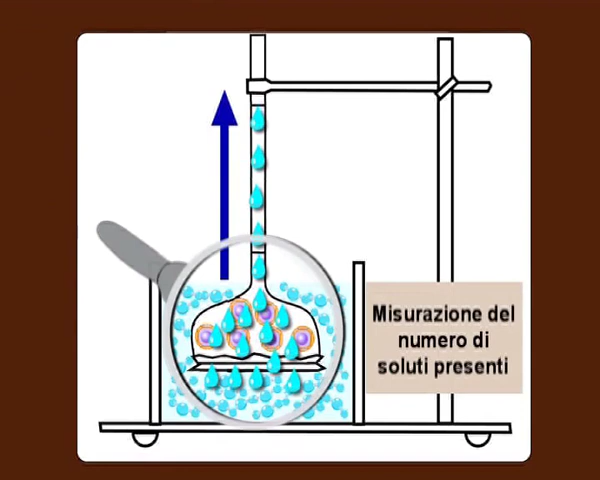 Misurazione del
numero di
soluti presenti